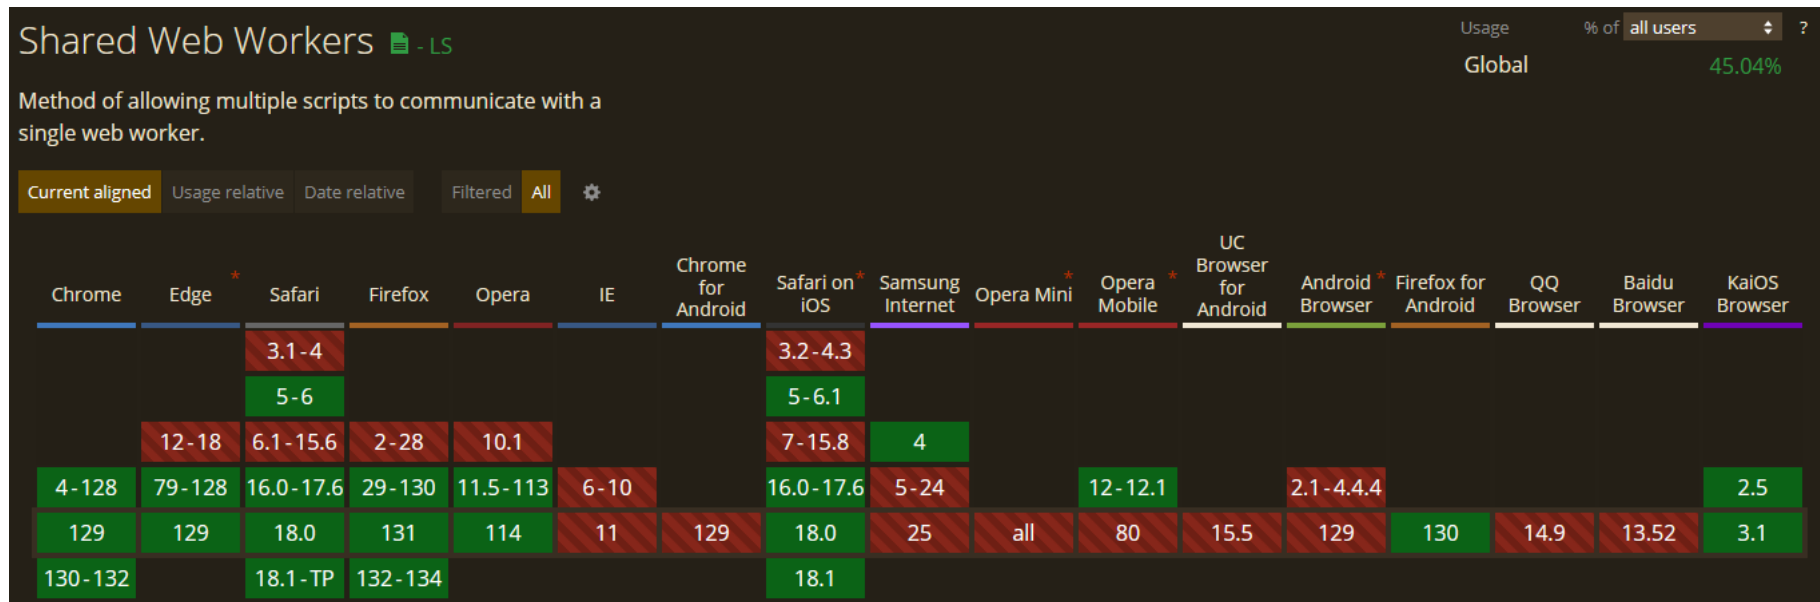 Shared Web Workers - LS
Usage % of all users ?
Global 45.04%
Method of allowing multiple scripts to communicate with a
single web worker.
Current aligned Usage relative Date relative Filtered All
Chrome Edge * Safari Firefox Opera IE Chrome for Android Safari on iOS * Samsung Internet Opera Mini * Opera Mobile * UC Browser for Android Android Browser * Firefox for Android QQ Browser Baidu Browser KaiOS Browser
3.1-4 3.2-4.3
5-6 5-6.1
12-18 6.1-15.6 2-28 10.1 7-15.8 4
4-128 79-128 16.0-17.6 29-130 11.5-113 6-10 16.0-17.6 5-24 12-12.1 2.1-4.4.4 2.5
129 129 18.0 131 114 11 129 18.0 25 all 80 15.5 129 130 14.9 13.52 3.1
130-132 18.1-TP 132-134 18.1